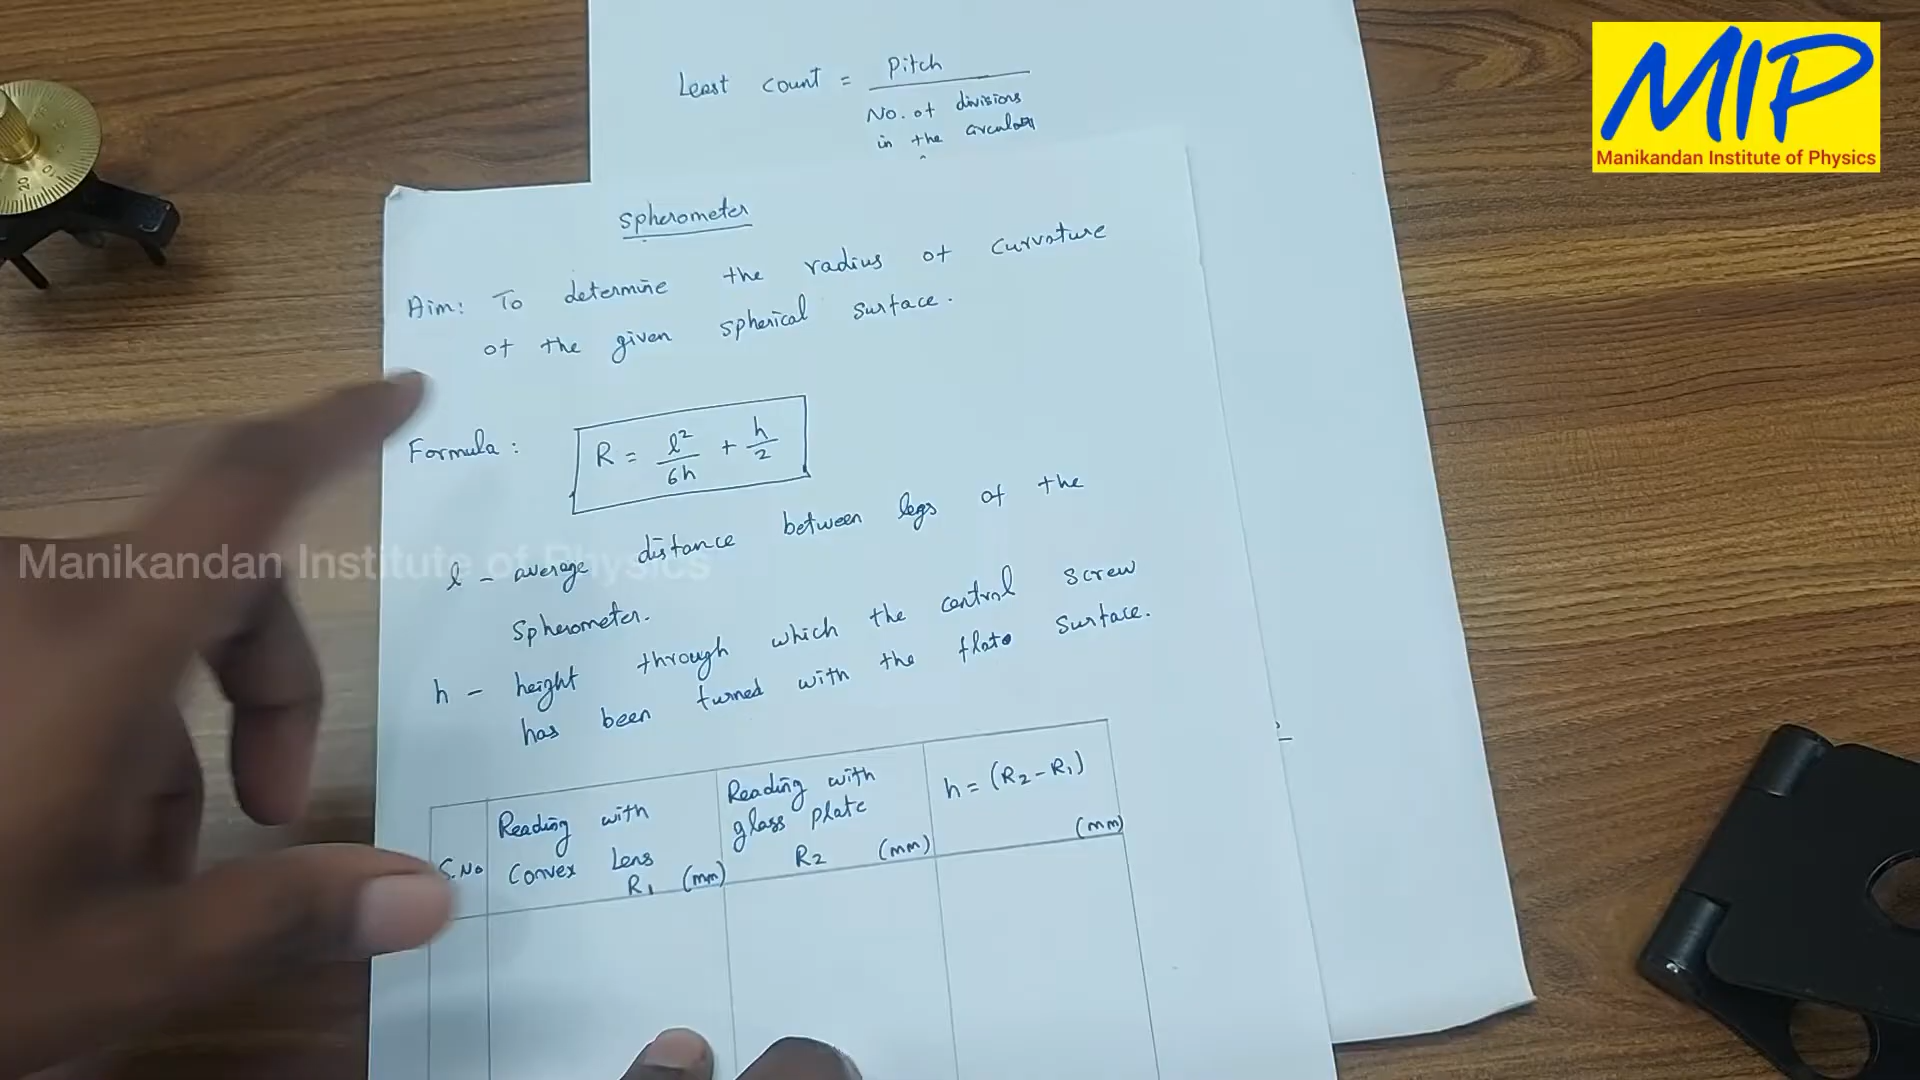 Least count = Pitch
No. of divisions
in the circular
MIP
Manikandan Institute of Physics
Spherometer
Aim: To determine the radius of curvature
of the given spherical surface.
Formula : R = l²/6h + h/2
l - average distance between legs of the
Spherometer.
h - height through which the control screw
has been turned with the flat surface.
S.No
Reading with
Convex Lens
R₁ (mm)
Reading with
glass plate
R2 (mm)
h = (R₂ - R₁)
(mm)
Manikandan Institute of Physics
20